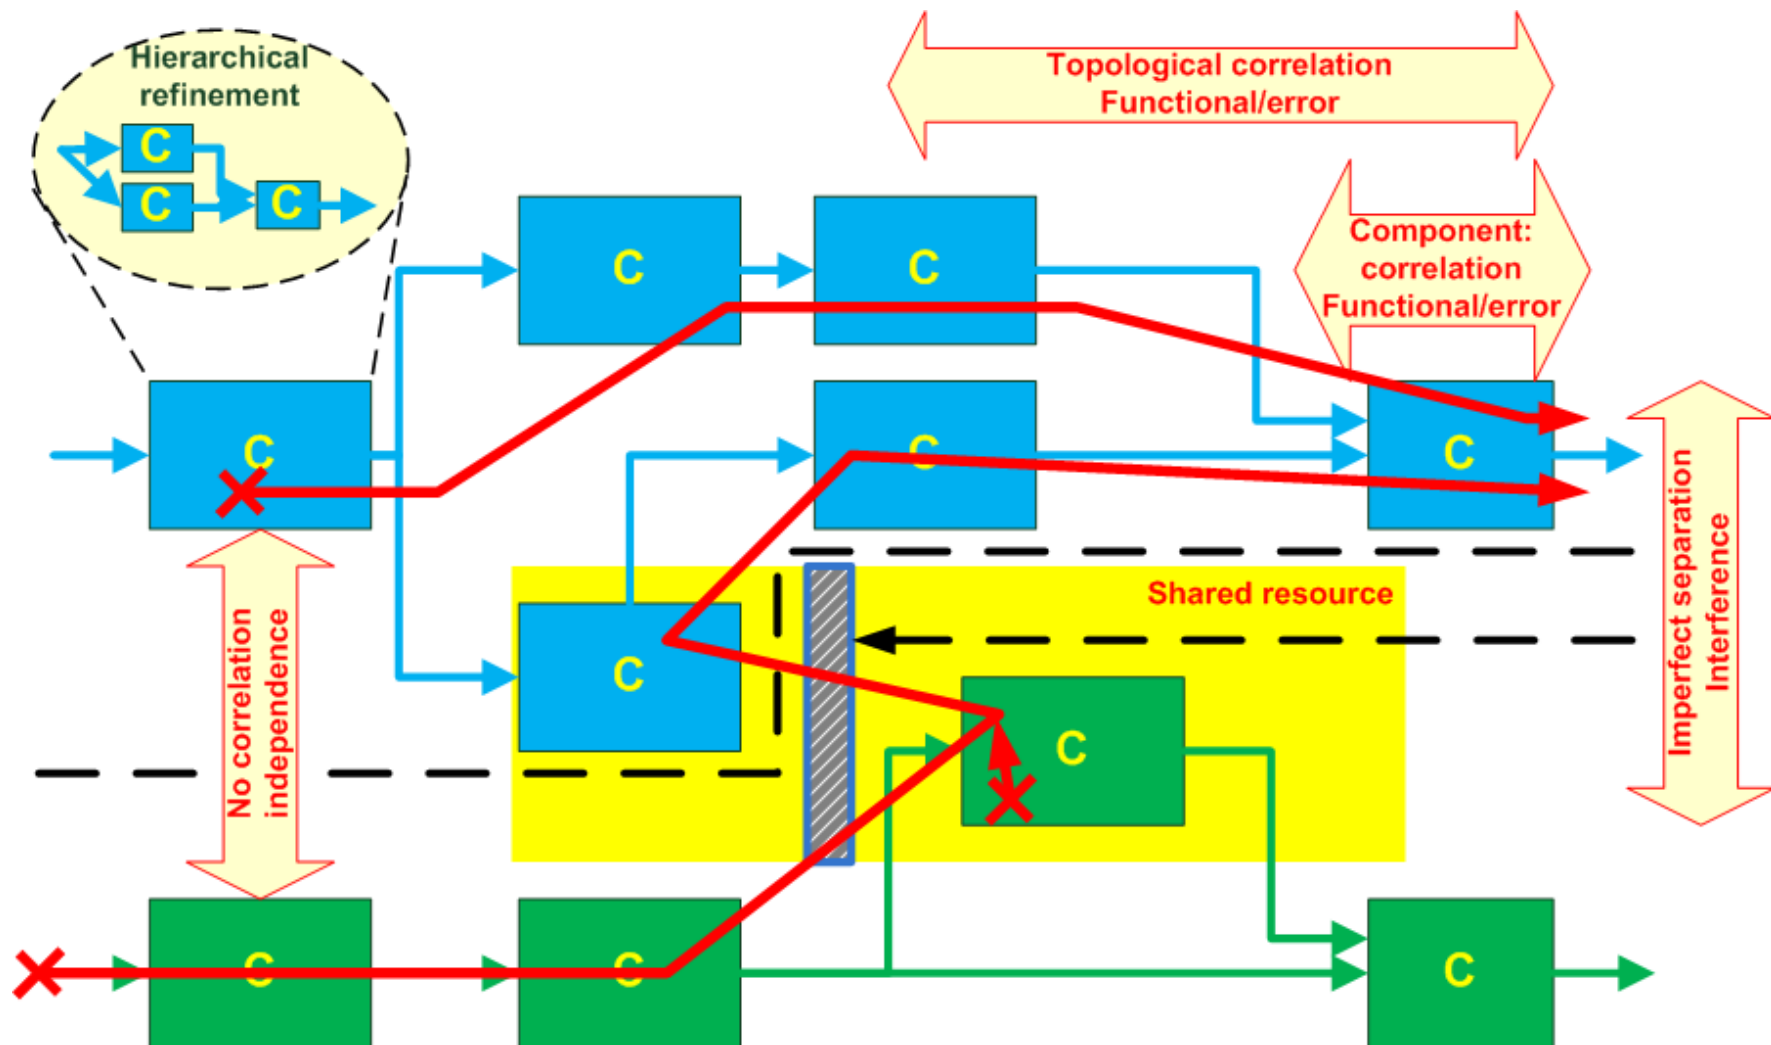 Hierarchical
refinement
C
C
C
Topological correlation
Functional/error
Component:
correlation
Functional/error
C
C
C
C
C
Imperfect separation
Interference
No correlation
independence
Shared resource
C
C
C
C
C